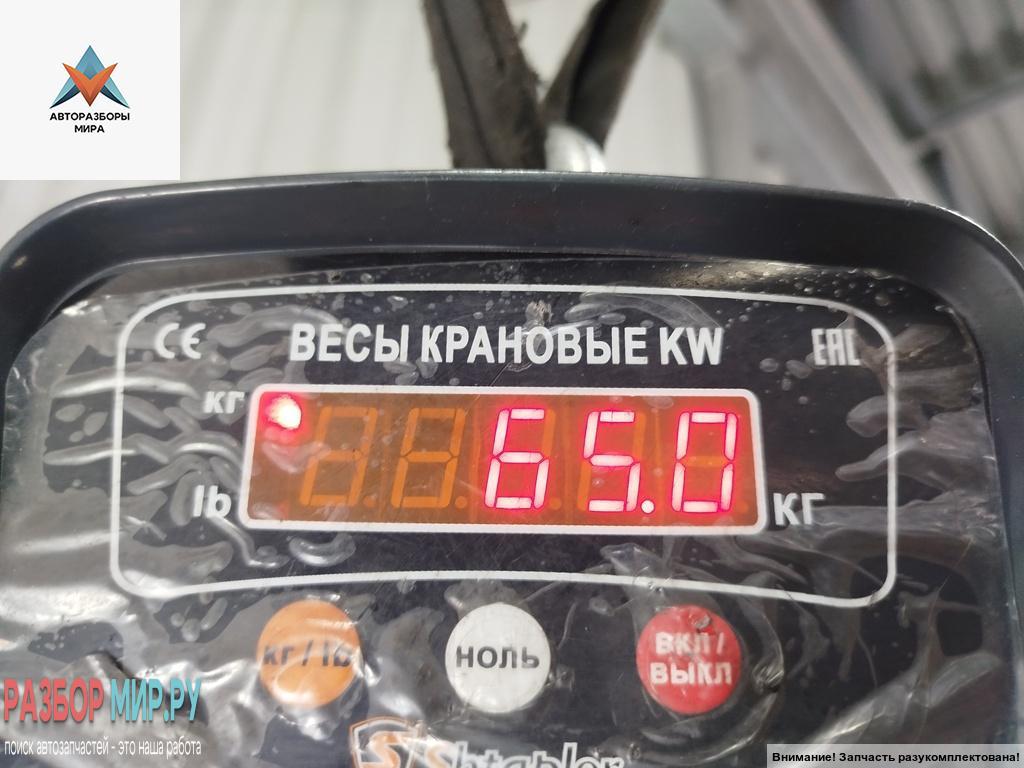 АВТОРАЗБОРЫ
МИРА
CE
ВЕСЫ КРАНОВЫЕ KW
EAC
кг
lb
65.0
кг
кг / lb
НОЛЬ
ВКЛ /
ВЫКЛ
РАЗБОР МИР.РУ
поиск автозапчастей - это наша работа
Shtapler
Внимание! Запчасть разукомплектована!